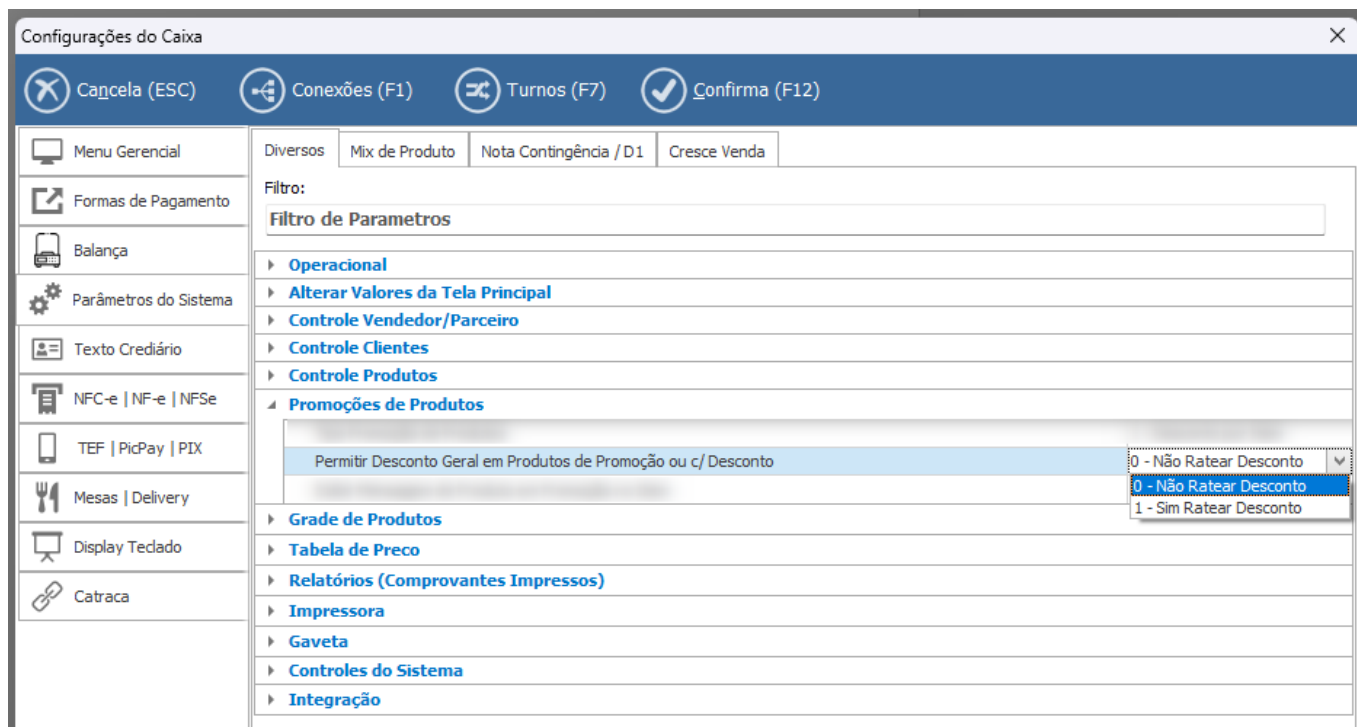 Configurações do Caixa
Cancela (ESC)
Conexões (F1)
Turnos (F7)
Confirma (F12)
Menu Gerencial
Formas de Pagamento
Balança
Parâmetros do Sistema
Texto Crediário
NFC-e | NF-e | NFSe
TEF | PicPay | PIX
Mesas | Delivery
Display Teclado
Catraca
Diversos
Mix de Produto
Nota Contingência / D1
Cresce Venda
Filtro:
Filtro de Parametros
Operacional
Alterar Valores da Tela Principal
Controle Vendedor/Parceiro
Controle Clientes
Controle Produtos
Promoções de Produtos
Permitir Desconto Geral em Produtos de Promoção ou c/ Desconto
0 - Não Ratear Desconto
0 - Não Ratear Desconto
1 - Sim Ratear Desconto
Grade de Produtos
Tabela de Preco
Relatórios (Comprovantes Impressos)
Impressora
Gaveta
Controles do Sistema
Integração